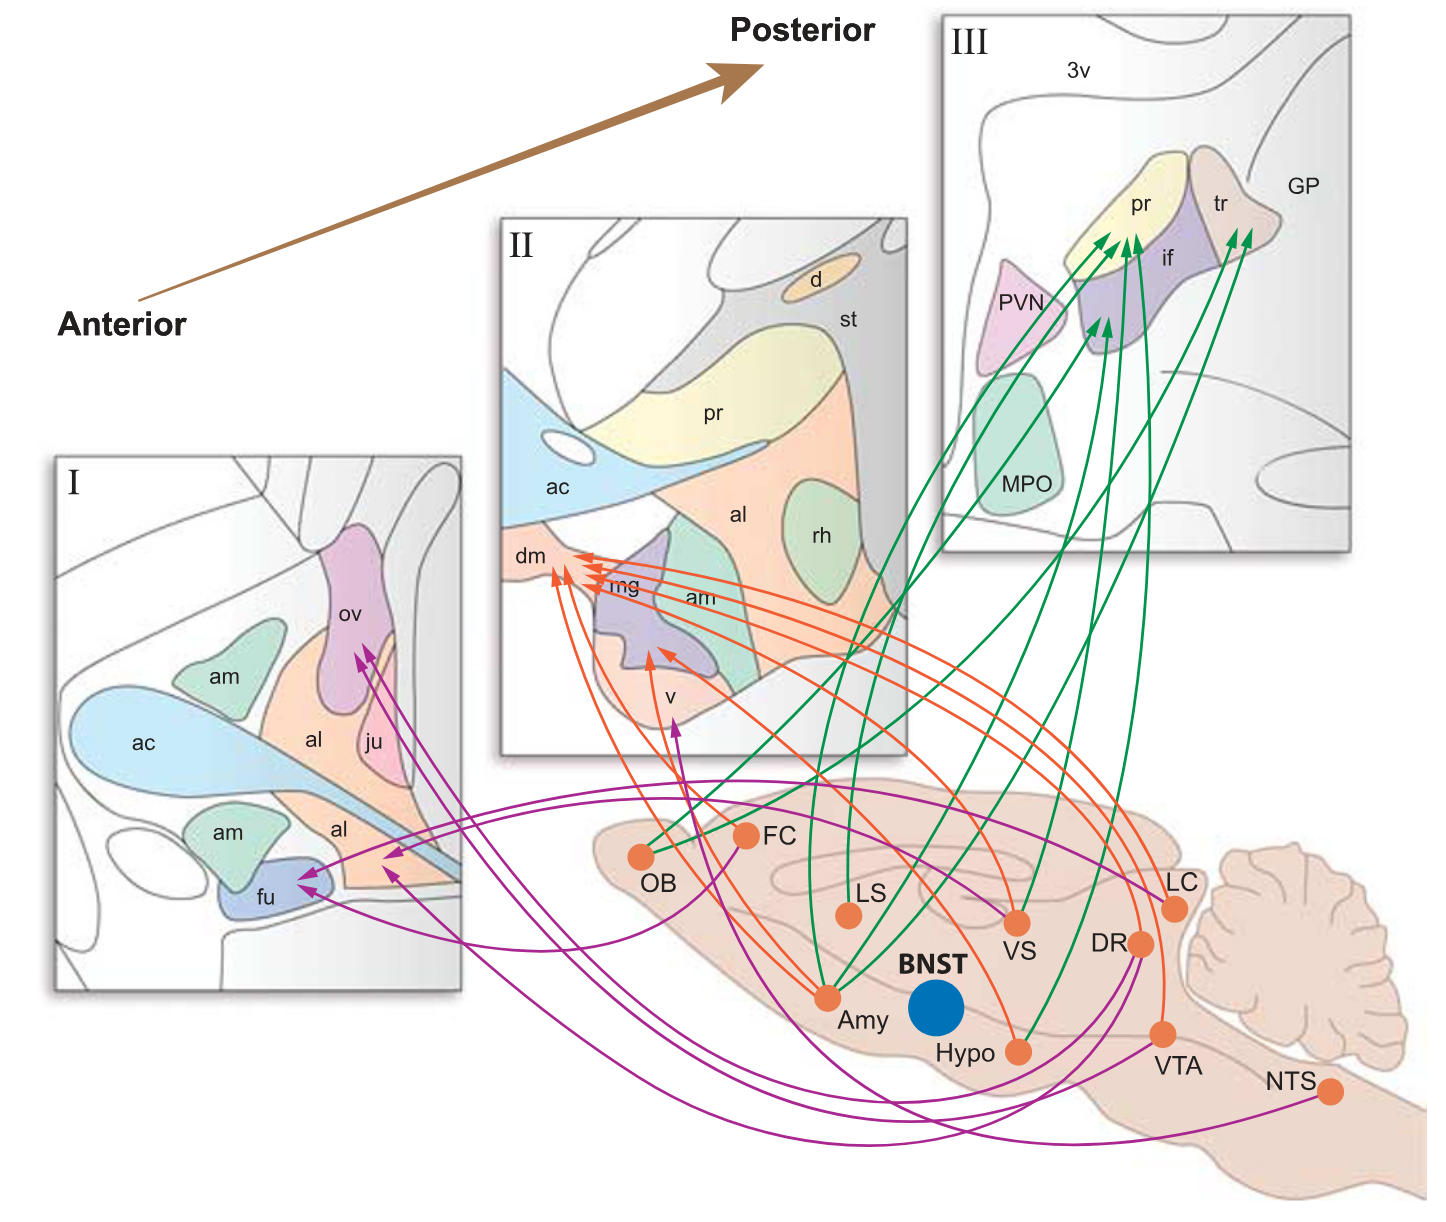 Posterior
Anterior
III
3v
pr
tr
GP
if
PVN
MPO
II
d
st
pr
ac
al
rh
dm
mg
am
v
I
ov
am
ac
al
ju
am
al
fu
FC
OB
LS
LC
VS
DR
BNST
Amy
Hypo
VTA
NTS